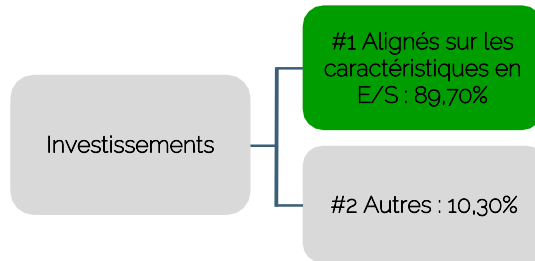 #1 Alignés sur les
caractéristiques en
E/S : 89,70%
Investissements
#2 Autres : 10,30%